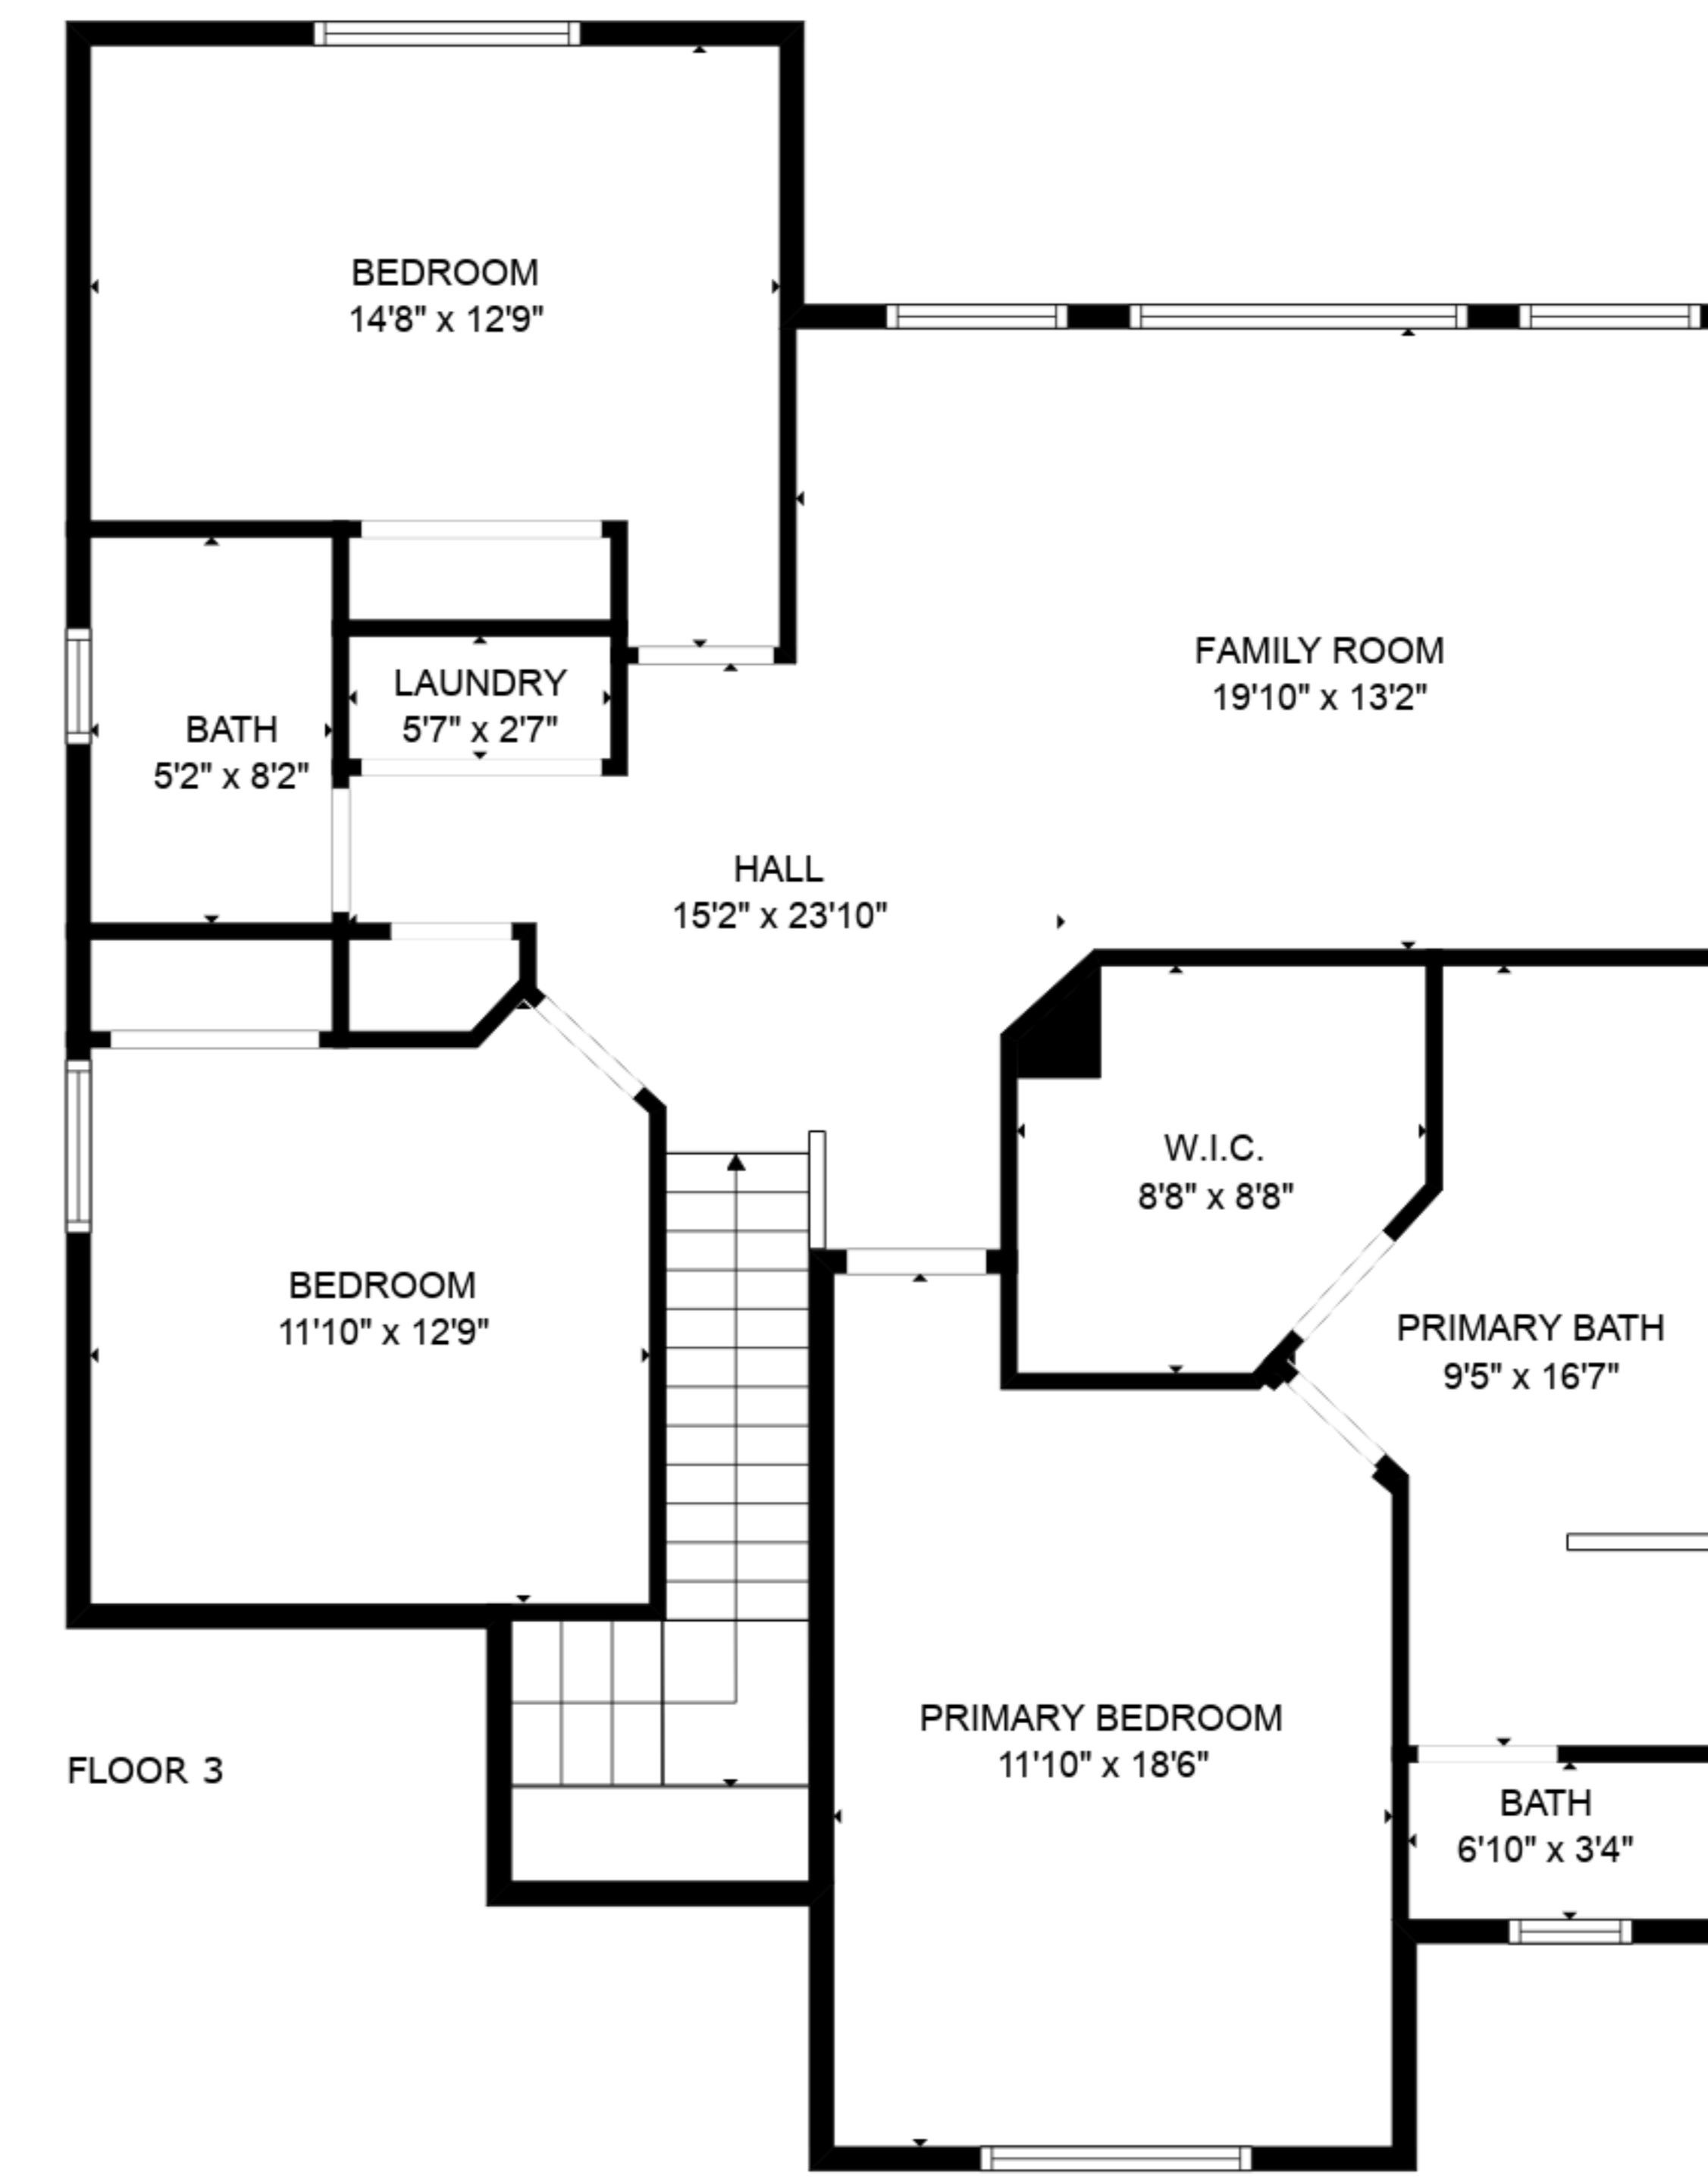 BEDROOM
14'8" x 12'9"
FAMILY ROOM
19'10" x 13'2"
LAUNDRY
5'7" x 2'7"
BATH
5'2" x 8'2"
HALL
15'2" x 23'10"
W.I.C.
8'8" x 8'8"
BEDROOM
11'10" x 12'9"
PRIMARY BATH
9'5" x 16'7"
PRIMARY BEDROOM
11'10" x 18'6"
FLOOR 3
BATH
6'10" x 3'4"